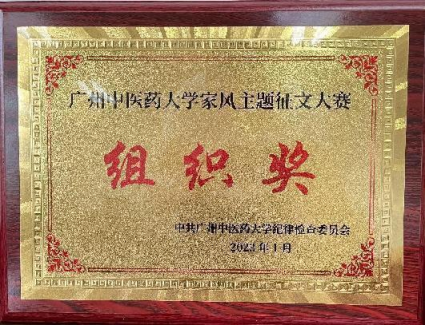 广州中医药大学家风主题征文大赛
组织奖
中共广州中医药大学纪律检查委员会
2023年1月